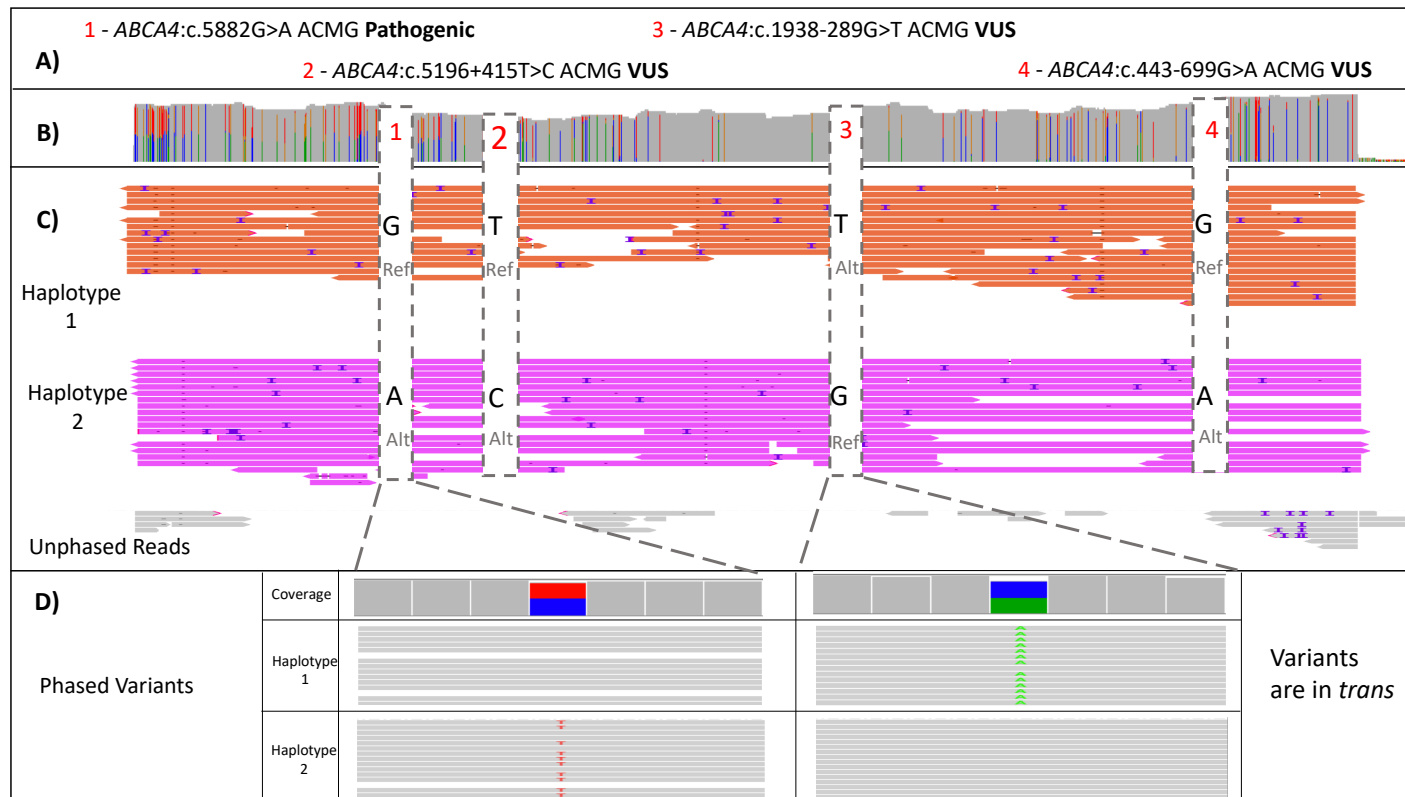 1 - ABCA4:c.5882G>A ACMG Pathogenic
3 - ABCA4:c.1938-289G>T ACMG VUS
A)
2 - ABCA4:c.5196+415T>C ACMG VUS
4 - ABCA4:c.443-699G>A ACMG VUS
B)
1
2
3
4
C)
G
T
T
G
Ref
Ref
Alt
Ref
Haplotype
1
Haplotype
2
A
C
G
A
Alt
Alt
Ref
Alt
Unphased Reads
D)
Coverage
Phased Variants
Haplotype
1
Haplotype
2
Variants
are in trans